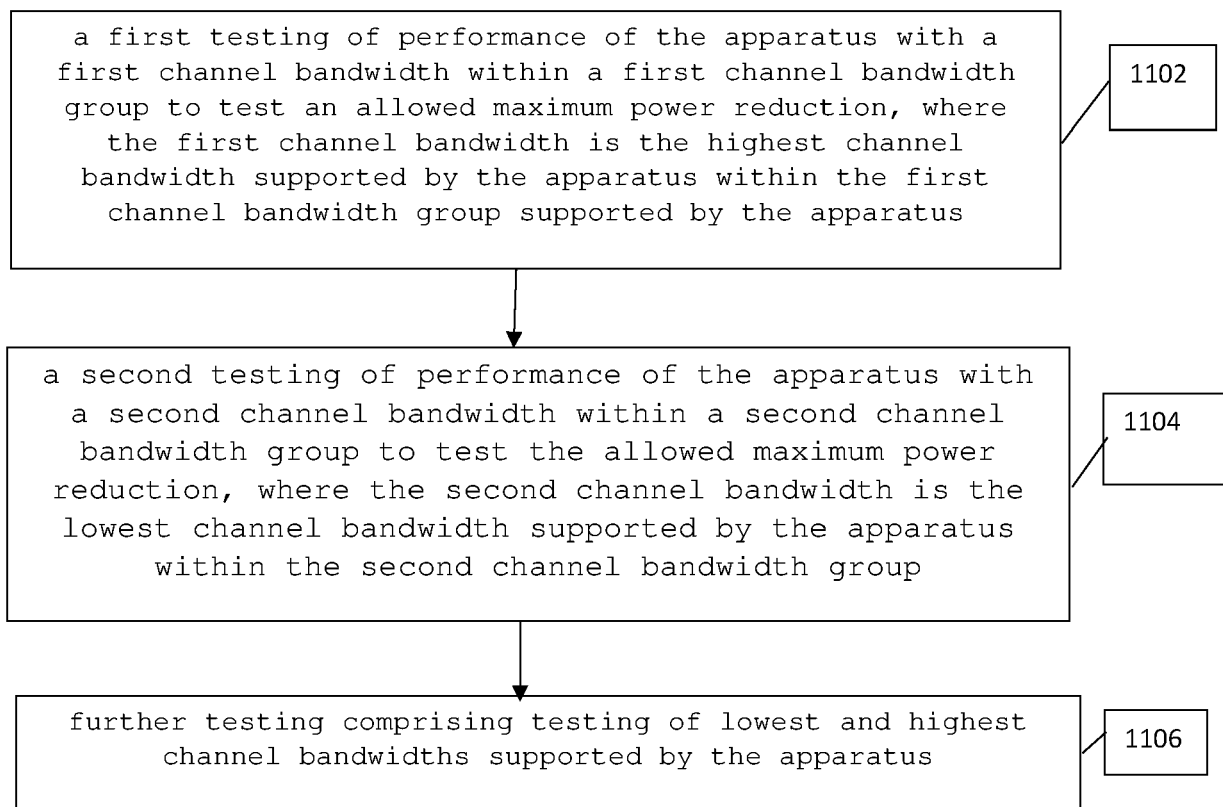 a first testing of performance of the apparatus with a
first channel bandwidth within a first channel bandwidth
group to test an allowed maximum power reduction, where
the first channel bandwidth is the highest channel
bandwidth supported by the apparatus within the first
channel bandwidth group supported by the apparatus
1102
a second testing of performance of the apparatus with
a second channel bandwidth within a second channel
bandwidth group to test the allowed maximum power
reduction, where the second channel bandwidth is the
lowest channel bandwidth supported by the apparatus
within the second channel bandwidth group
1104
further testing comprising testing of lowest and highest
channel bandwidths supported by the apparatus
1106